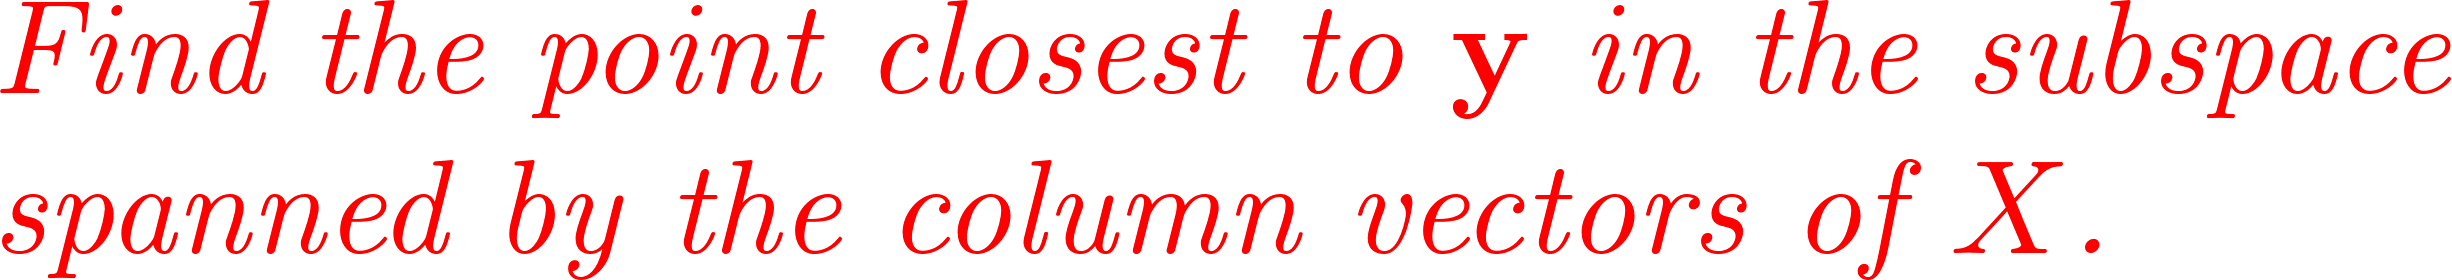 Find the point closest to y in the subspace
spanned by the column vectors of X.